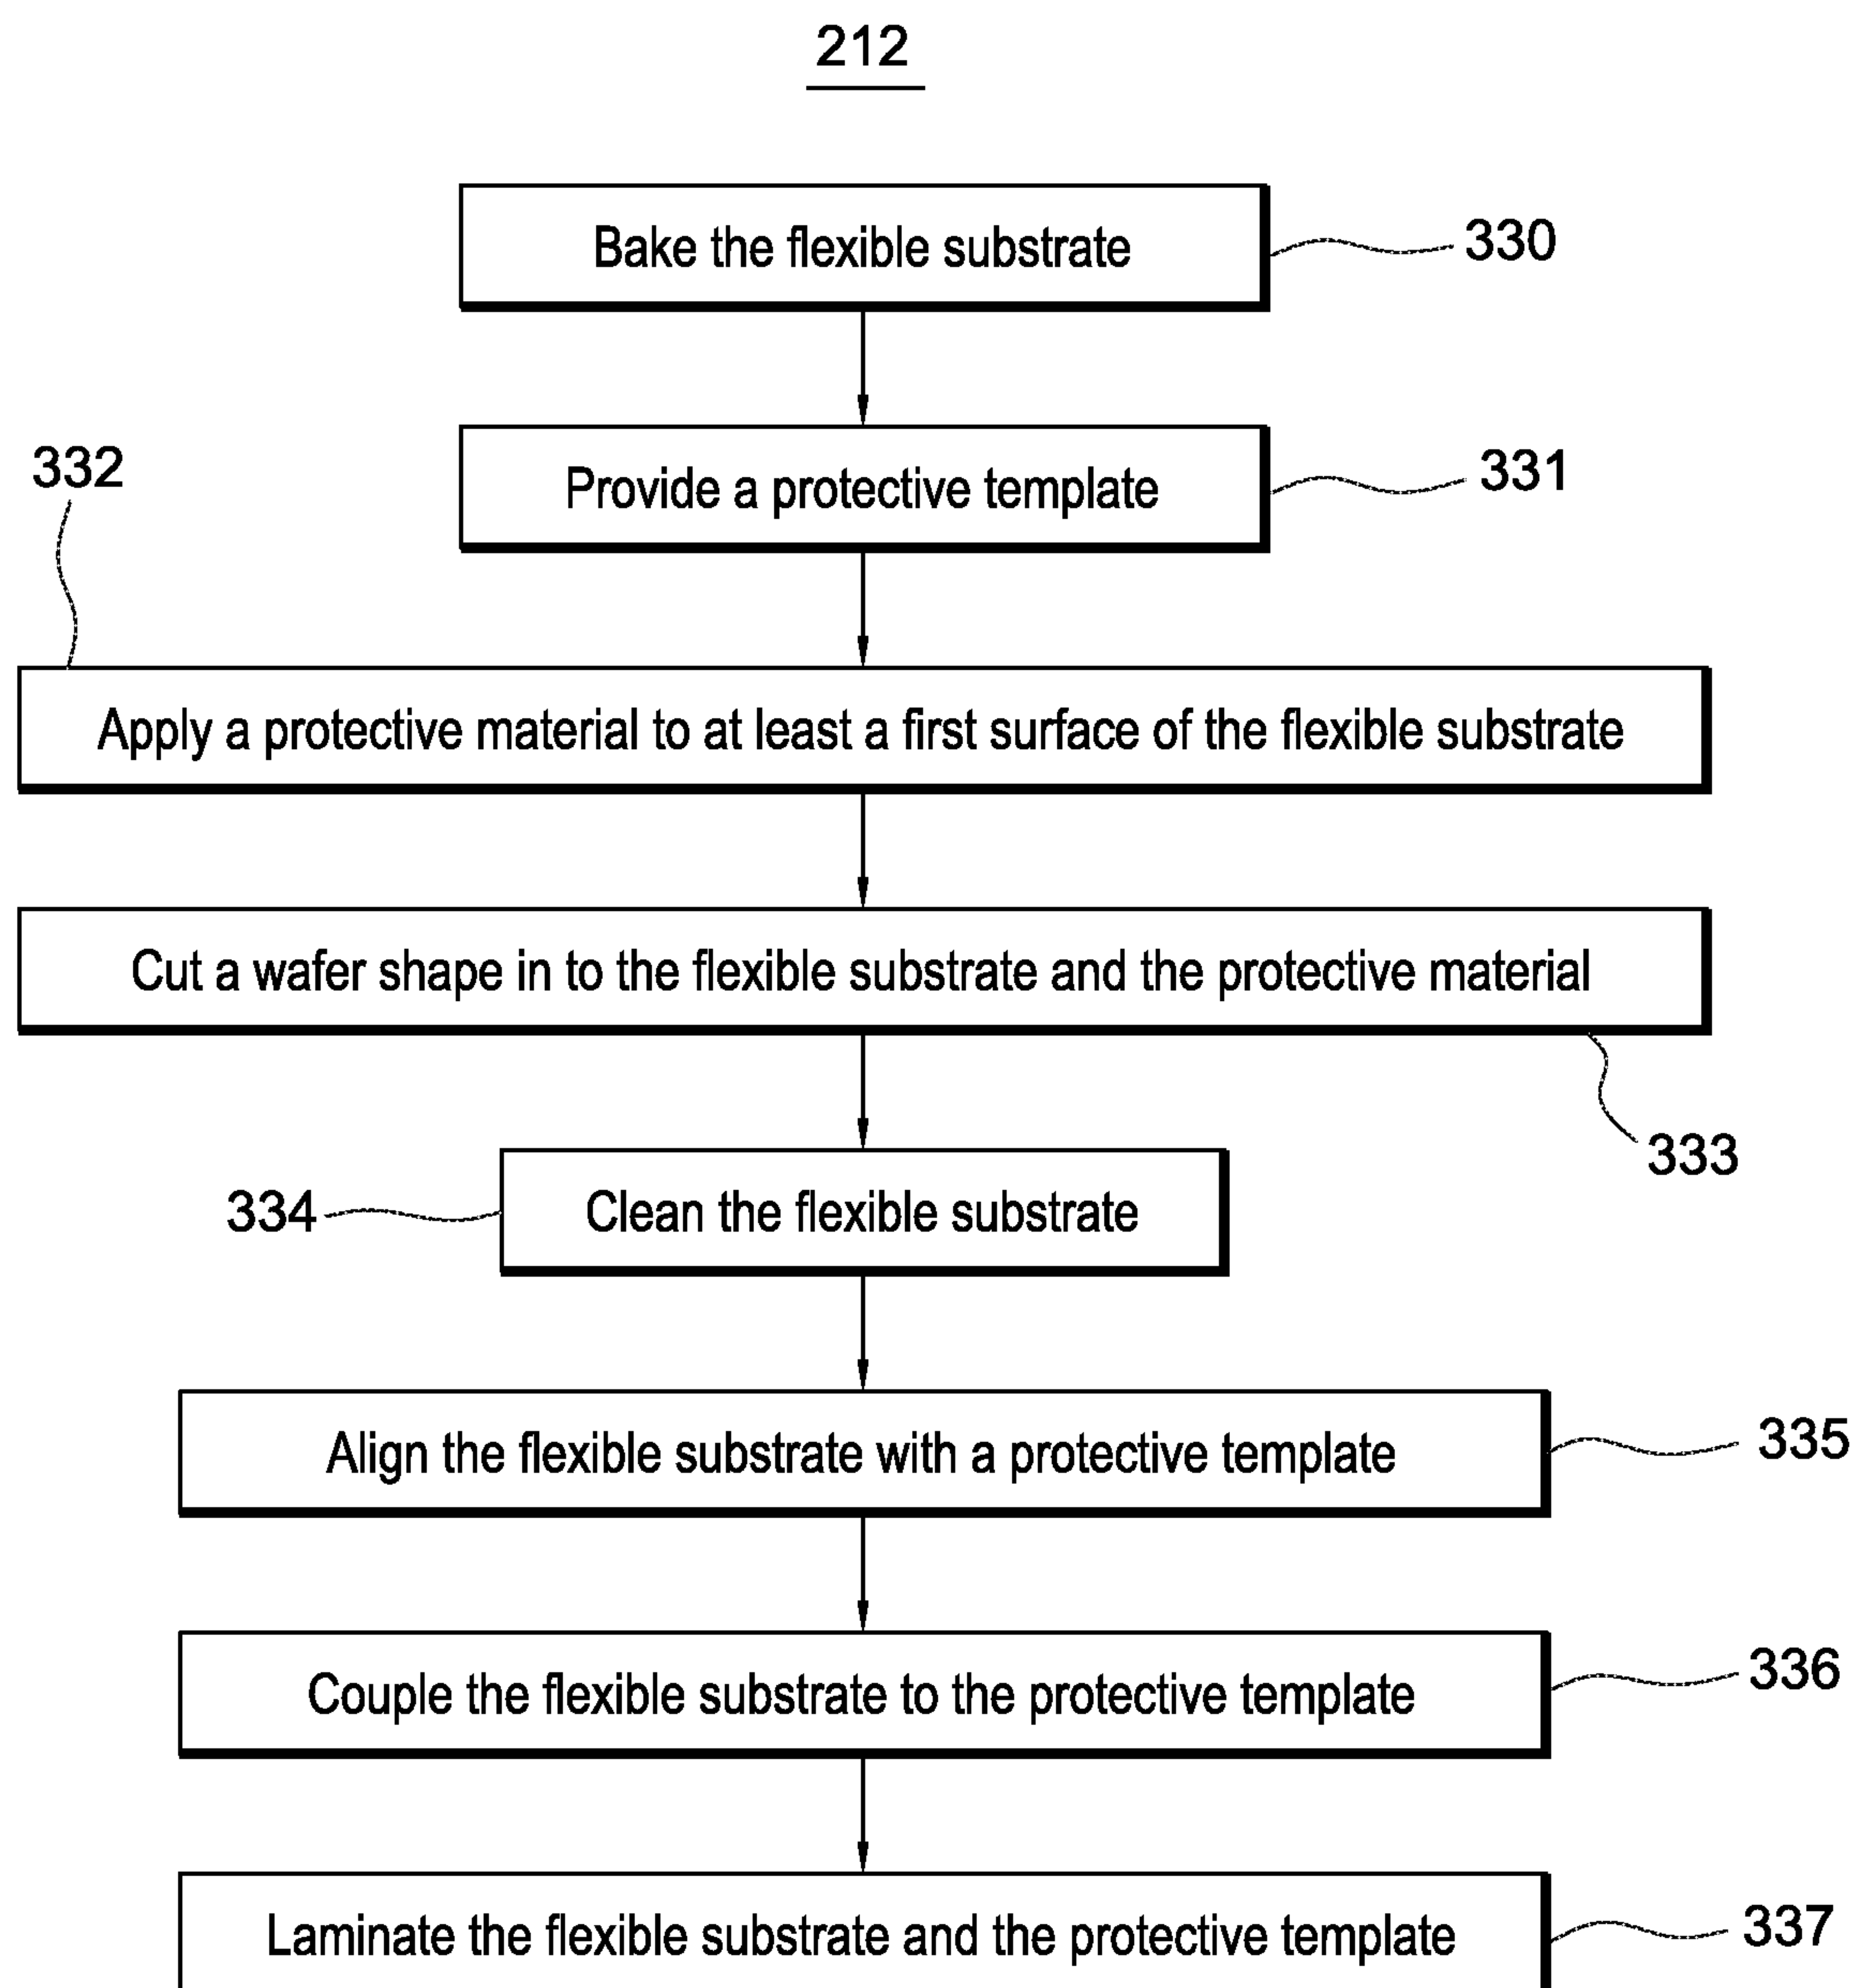 212
Bake the flexible substrate
330
Provide a protective template
331
332
Apply a protective material to at least a first surface of the flexible substrate
Cut a wafer shape in to the flexible substrate and the protective material
333
334
Clean the flexible substrate
Align the flexible substrate with a protective template
335
Couple the flexible substrate to the protective template
336
Laminate the flexible substrate and the protective template
337